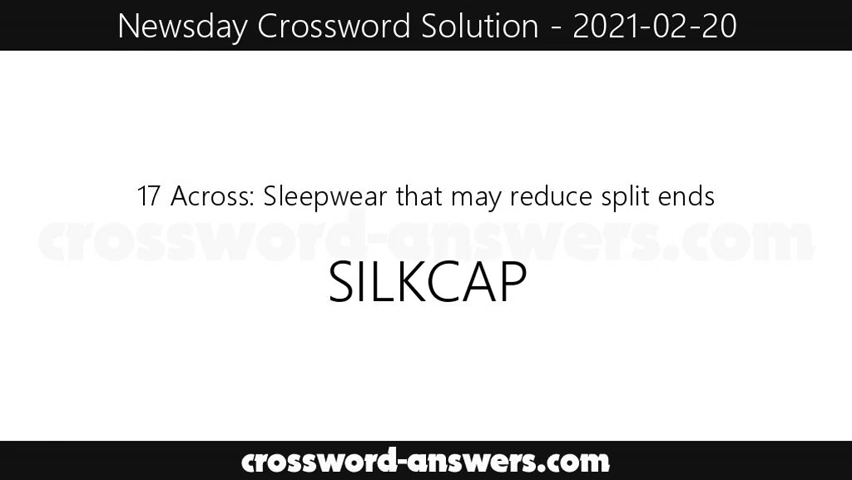 Newsday Crossword Solution - 2021-02-20
17 Across: Sleepwear that may reduce split ends
crossword-answers.com
SILKCAP
crossword-answers.com